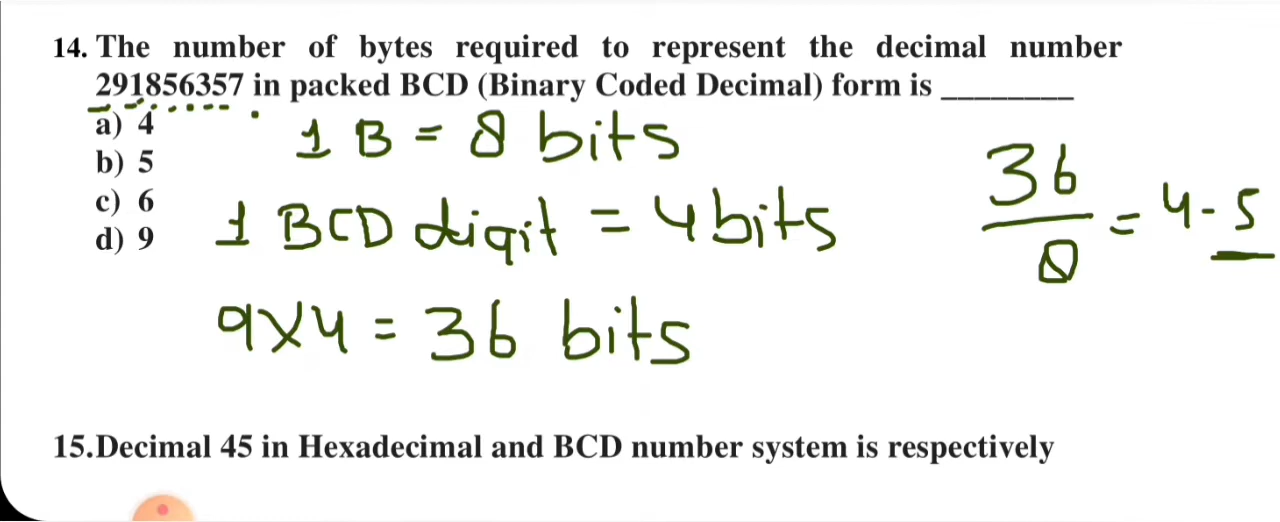 14. The number of bytes required to represent the decimal number
291856357 in packed BCD (Binary Coded Decimal) form is ________
a) 4
b) 5
c) 6
d) 9
1 B = 8 bits
1 BCD digit = 4 bits
9x4 = 36 bits
36
8
= 4-5
15.Decimal 45 in Hexadecimal and BCD number system is respectively